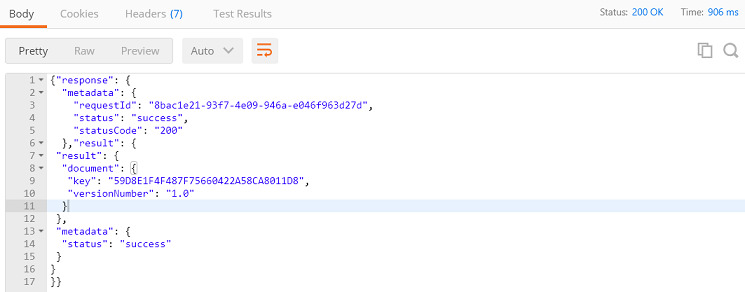 Body Cookies Headers (7) Test Results Status: 200 OK Time: 906 ms
Pretty Raw Preview Auto
1 {"response": {
2 "metadata": {
3 "requestId": "8bac1e21-93f7-4e09-946a-e046f963d27d",
4 "status": "success",
5 "statusCode": "200"
6 },"result": {
7 "result": {
8 "document": {
9 "key": "59D8E1F4F487F75660422A58CA8011D8",
10 "versionNumber": "1.0"
11 }
12 },
13 "metadata": {
14 "status": "success"
15 }
16 }
17 }}